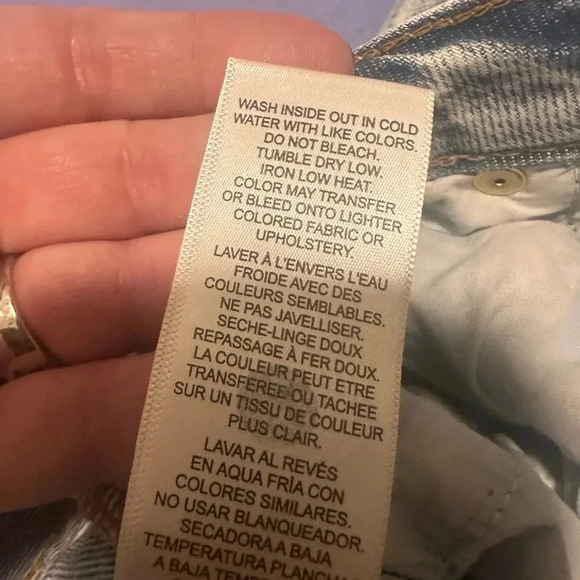 WASH INSIDE OUT IN COLD
WATER WITH LIKE COLORS.
DO NOT BLEACH.
TUMBLE DRY LOW.
IRON LOW HEAT.
COLOR MAY TRANSFER
OR BLEED ONTO LIGHTER
COLORED FABRIC OR
UPHOLSTERY.
LAVER À L'ENVERS L'EAU
FROIDE AVEC DES
COULEURS SEMBLABLES.
NE PAS JAVELLISER.
SECHE-LINGE DOUX
REPASSAGE À FER DOUX.
LA COULEUR PEUT ETRE
TRANSFEREE OU TACHEE
SUR UN TISSU DE COULEUR
PLUS CLAIR.
LAVAR AL REVÉS
EN AQUA FRÍA CON
COLORES SIMILARES.
NO USAR BLANQUEADOR.
SECADORA A BAJA
TEMPERATURA PLANCHA
A BAJA TEMPE